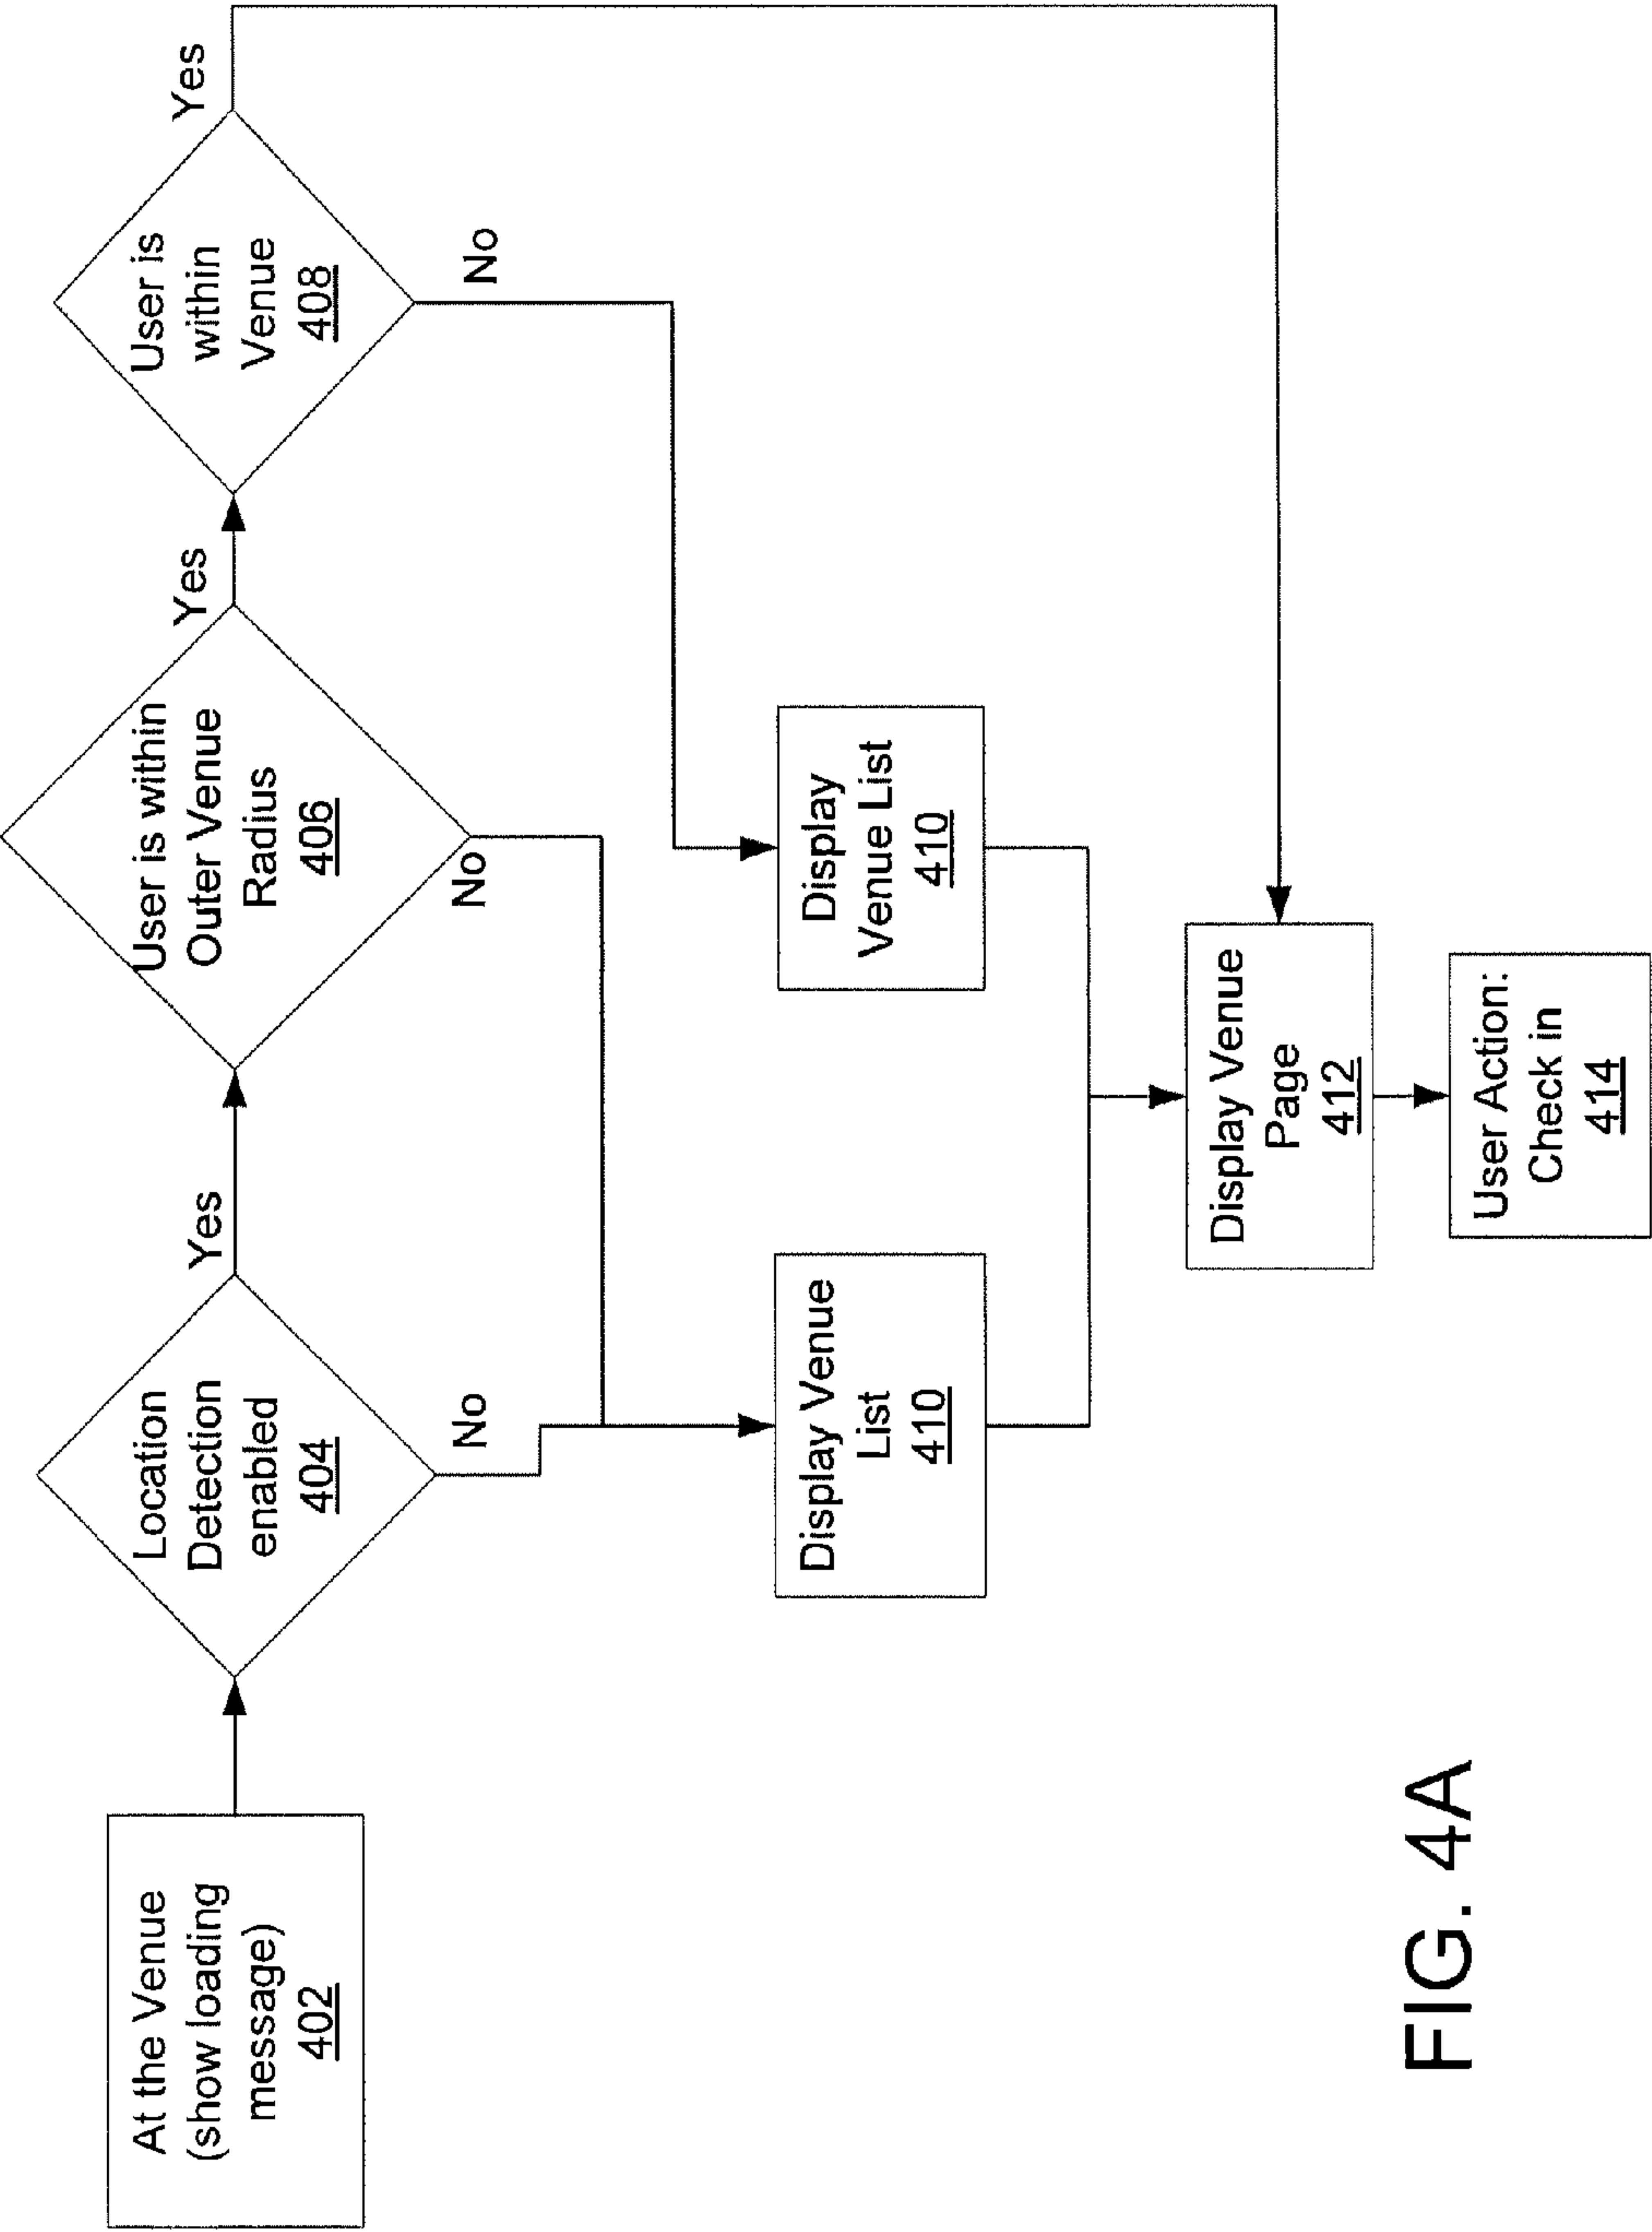 At the Venue
(show loading
message)
402
Location
Detection
enabled
404
Yes
No
User is within
Outer Venue
Radius
406
Yes
No
User is
within
Venue
408
Yes
No
Display Venue
List
410
Display
Venue List
410
Display Venue
Page
412
User Action:
Check in
414
FIG. 4A